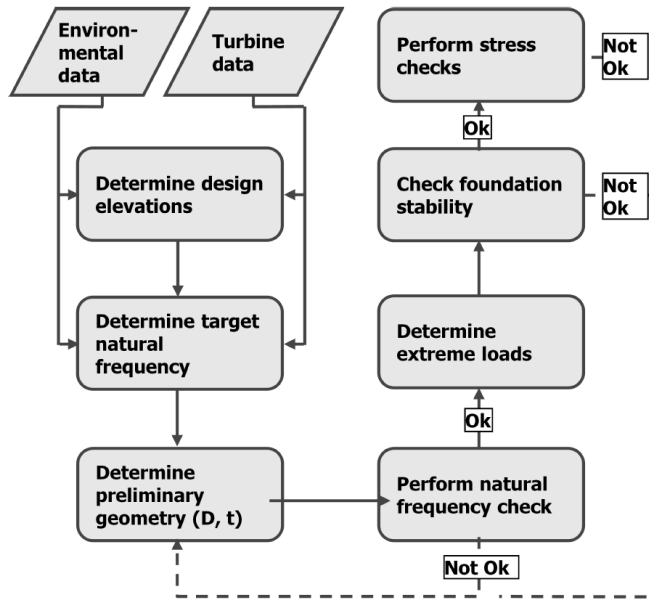 Environ-
mental
data
Turbine
data
Determine design
elevations
Determine target
natural
frequency
Determine
preliminary
geometry (D, t)
Perform stress
checks
Not
Ok
Ok
Check foundation
stability
Not
Ok
Determine
extreme loads
Ok
Perform natural
frequency check
Not Ok